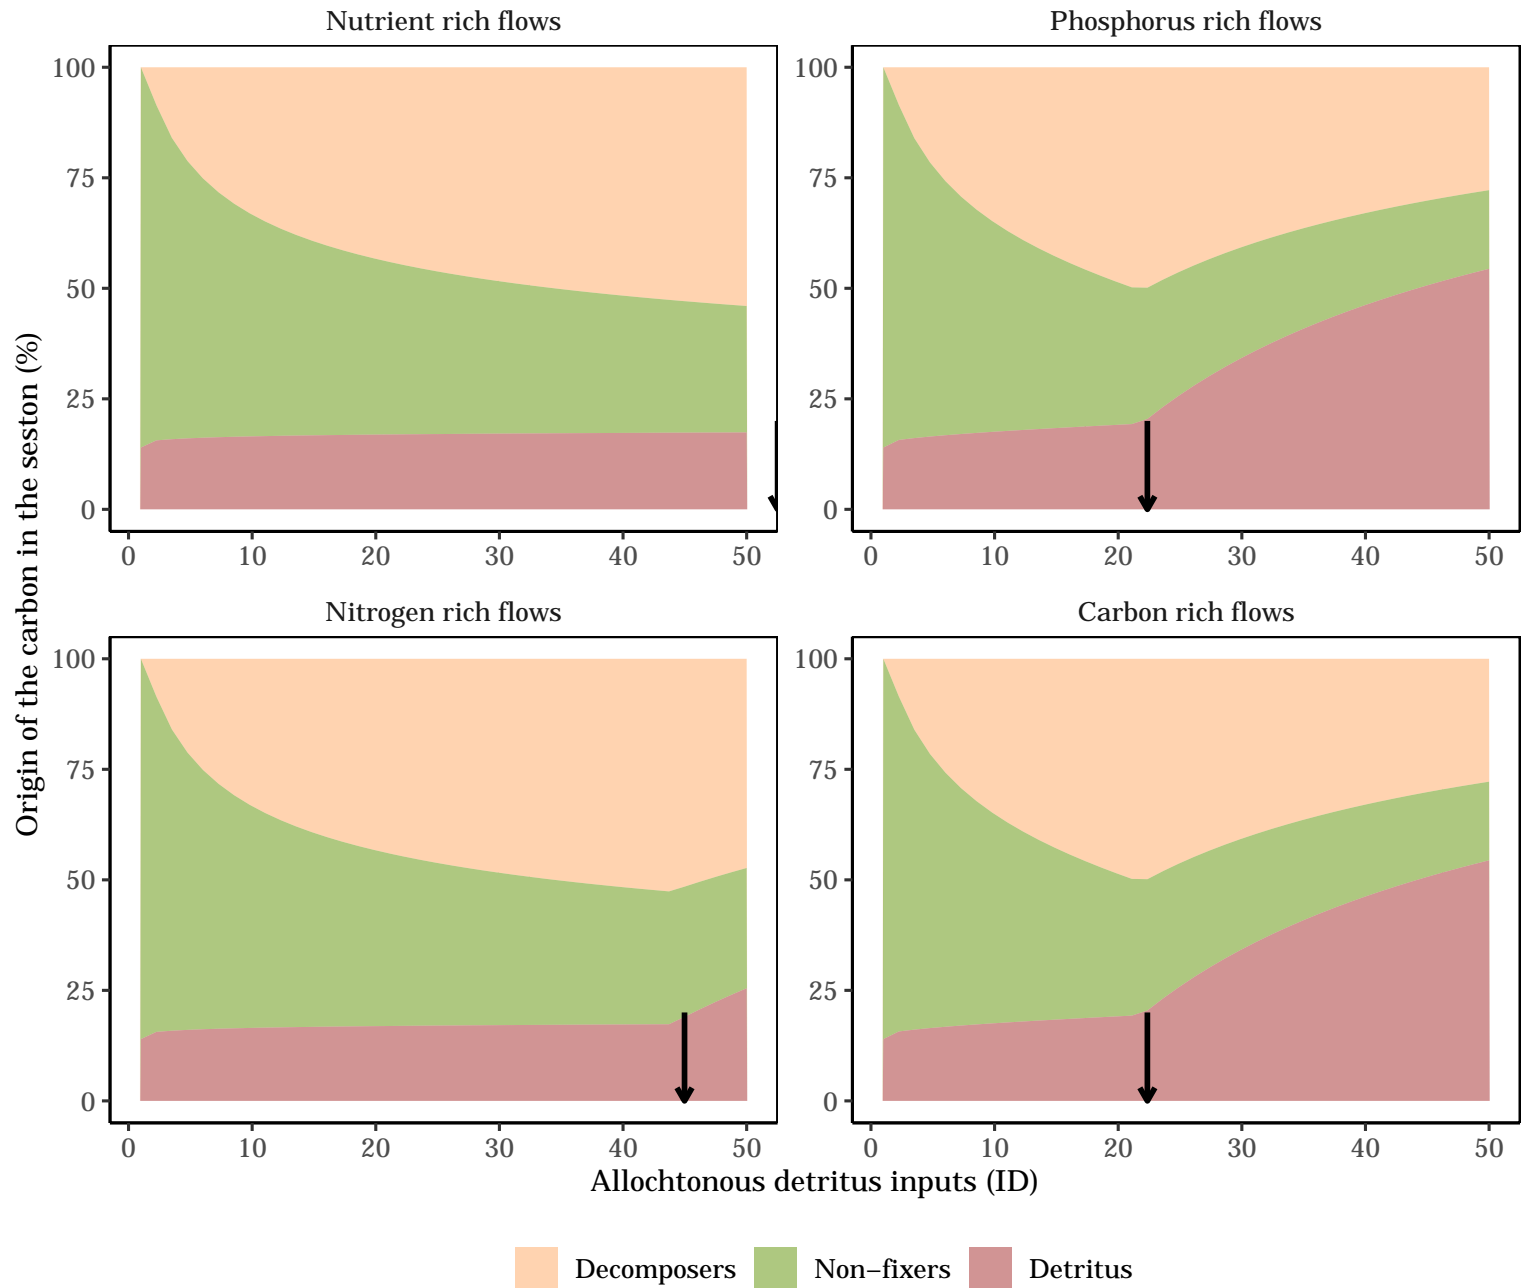 Nutrient rich flows
Phosphorus rich flows
100
75
50
25
0
0 10 20 30 40 50
100
75
50
25
0
0 10 20 30 40 50
Nitrogen rich flows
Carbon rich flows
100
75
50
25
0
0 10 20 30 40 50
100
75
50
25
0
0 10 20 30 40 50
Origin of the carbon in the seston (%)
Allochtonous detritus inputs (ID)
Decomposers Non−fixers Detritus